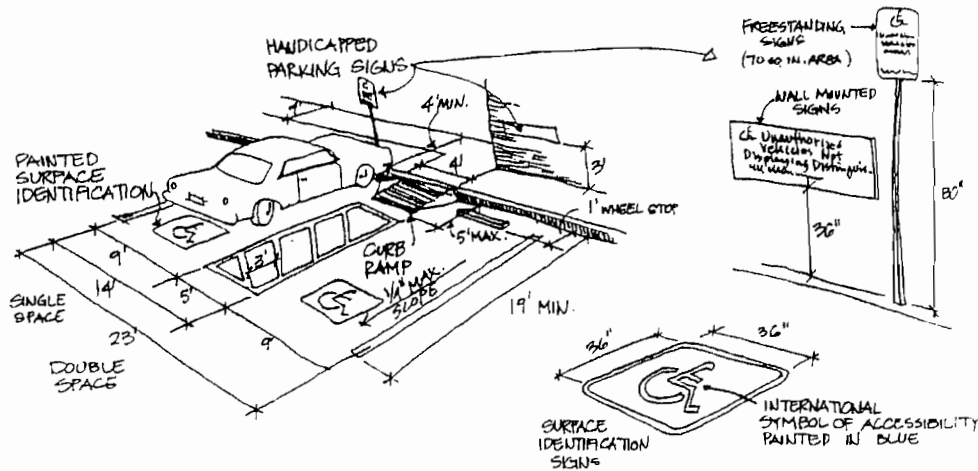 HANDICAPPED
PARKING SIGNS
FREESTANDING
SIGNS
(70 SQ. IN. AREA)
WALL MOUNTED
SIGNS
Unauthorized
Vehicles Not
Displaying Distinguish-
80"
36"
PAINTED
SURFACE
IDENTIFICATION
4' MIN.
4'
3'
1' WHEEL STOP
5' MAX.
CURB
RAMP
1/4" MAX.
SLOPE
3'
9'
14'
5'
SINGLE
SPACE
23'
9'
DOUBLE
SPACE
19' MIN.
36"
36"
SURFACE
IDENTIFICATION
SIGNS
INTERNATIONAL
SYMBOL OF ACCESSIBILITY
PAINTED IN BLUE